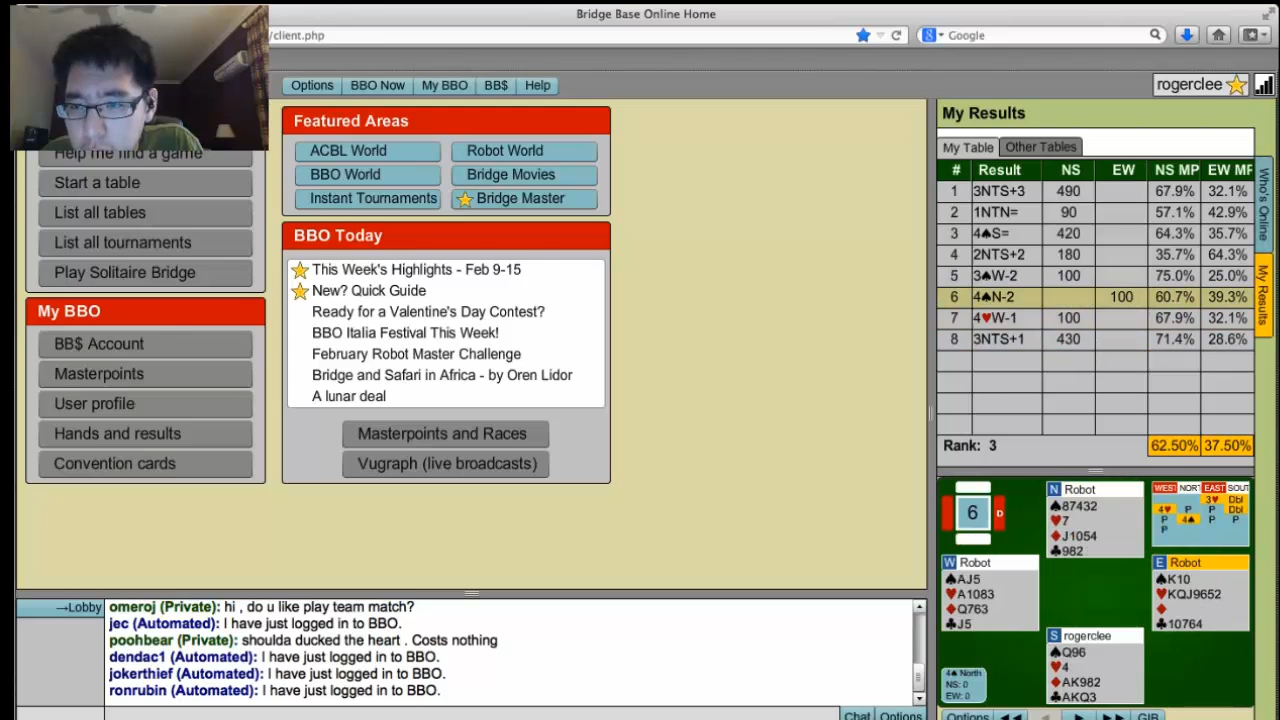 Bridge Base Online Home
/client.php
Google
Options BBO Now My BBO BB$ Help
rogerclee
Help me find a game
Start a table
List all tables
List all tournaments
Play Solitaire Bridge
My BBO
BB$ Account
Masterpoints
User profile
Hands and results
Convention cards
Featured Areas
ACBL World Robot World
BBO World Bridge Movies
Instant Tournaments Bridge Master
BBO Today
This Week's Highlights - Feb 9-15
New? Quick Guide
Ready for a Valentine's Day Contest?
BBO Italia Festival This Week!
February Robot Master Challenge
Bridge and Safari in Africa - by Oren Lidor
A lunar deal
Masterpoints and Races
Vugraph (live broadcasts)
My Results
My Table Other Tables
# Result NS EW NS MP EW MP
1 3NTS+3 490 67.9% 32.1%
2 1NTN= 90 57.1% 42.9%
3 4♠S= 420 64.3% 35.7%
4 2NTS+2 180 35.7% 64.3%
5 3♠W-2 100 75.0% 25.0%
6 4♠N-2 100 60.7% 39.3%
7 4♥W-1 100 67.9% 32.1%
8 3NTS+1 430 71.4% 28.6%
Rank: 3 62.50% 37.50%
Who's Online
My Results
6
D
N Robot
♠87432
♥7
♦J1054
♣982
WEST NORT EAST SOUT
3♥ Dbl
4♥ P P Dbl
P 4♠ P P
P
W Robot
♠AJ5
♥A1083
♦Q763
♣J5
E Robot
♠K10
♥KQJ9652
♦
♣10764
S rogerclee
♠Q96
♥4
♦AK982
♣AKQ3
4♠ North
NS: 0
EW: 0
Options GIB
→Lobby
omeroj (Private): hi , do u like play team match?
jec (Automated): I have just logged in to BBO.
poohbear (Private): shoulda ducked the heart . Costs nothing
dendac1 (Automated): I have just logged in to BBO.
jokerthief (Automated): I have just logged in to BBO.
ronrubin (Automated): I have just logged in to BBO.
Chat Options